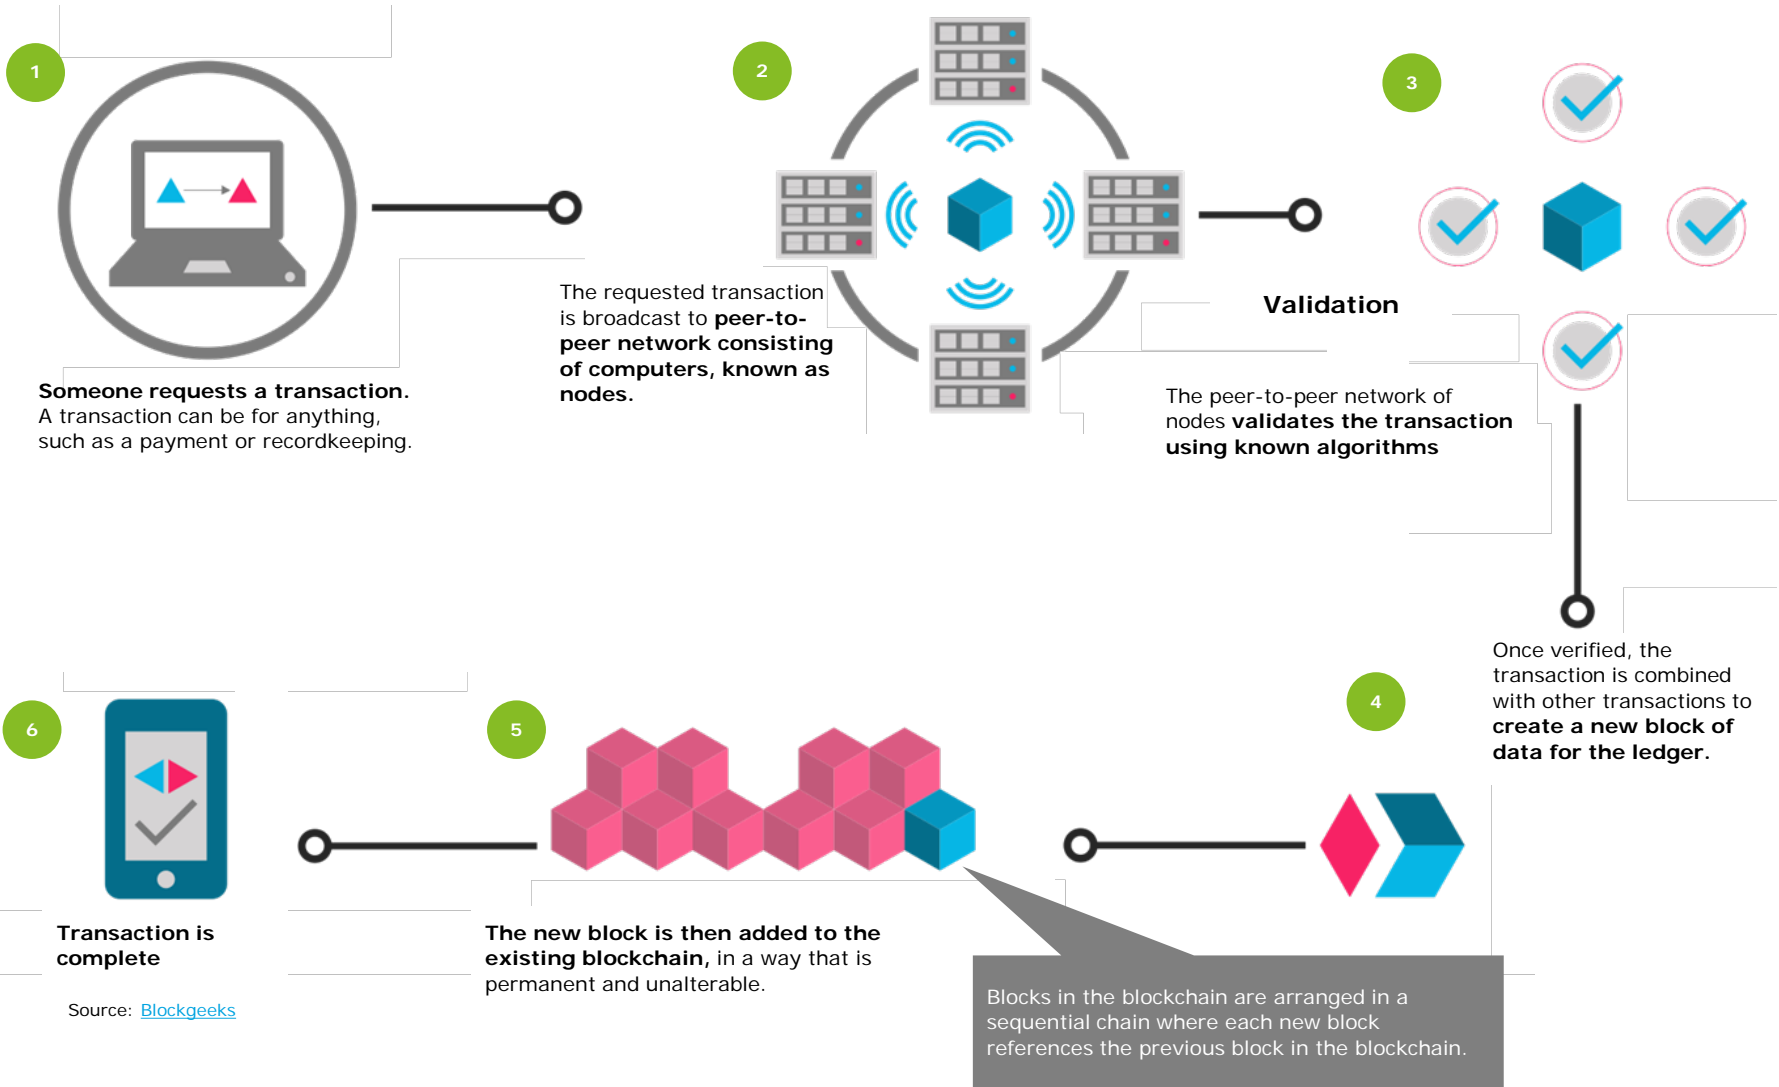 1
Someone requests a transaction.
A transaction can be for anything,
such as a payment or recordkeeping.
2
The requested transaction
is broadcast to peer-to-
peer network consisting
of computers, known as
nodes.
3
Validation
The peer-to-peer network of
nodes validates the transaction
using known algorithms
4
Once verified, the
transaction is combined
with other transactions to
create a new block of
data for the ledger.
5
The new block is then added to the
existing blockchain, in a way that is
permanent and unalterable.
Blocks in the blockchain are arranged in a
sequential chain where each new block
references the previous block in the blockchain.
6
Transaction is
complete
Source: Blockgeeks